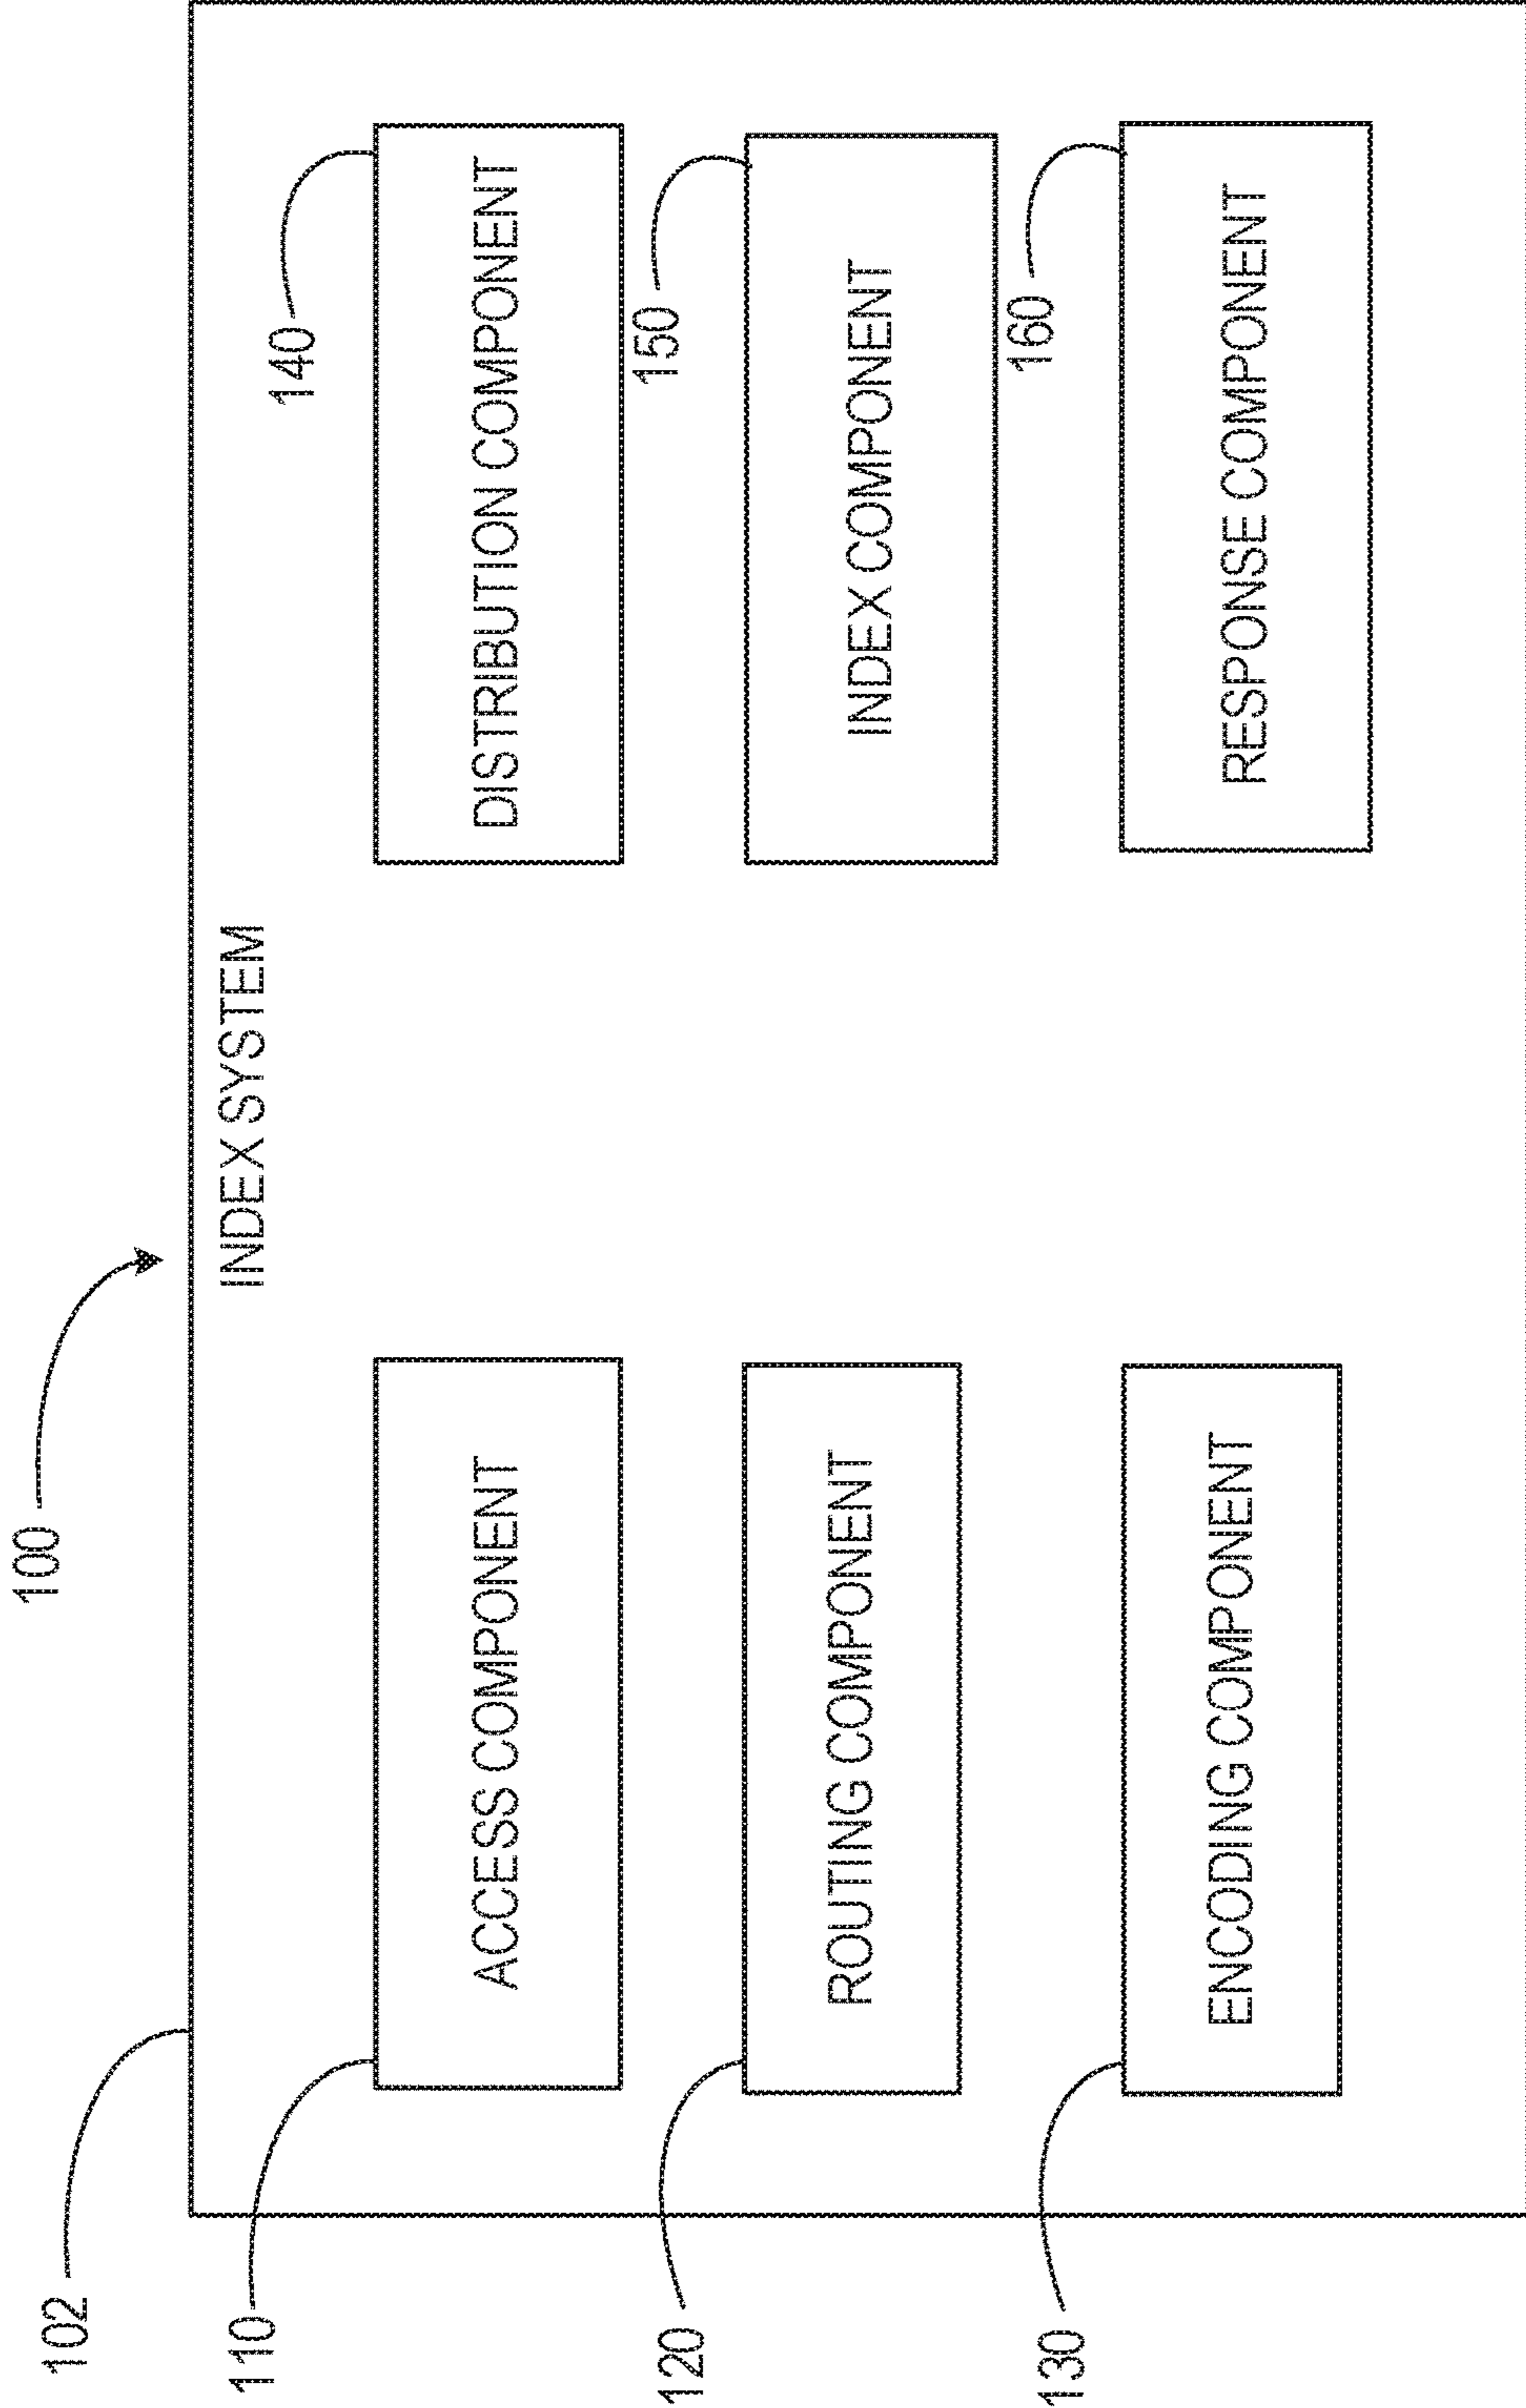 100
102
INDEX SYSTEM
110
ACCESS COMPONENT
120
ROUTING COMPONENT
130
ENCODING COMPONENT
140
DISTRIBUTION COMPONENT
150
INDEX COMPONENT
160
RESPONSE COMPONENT